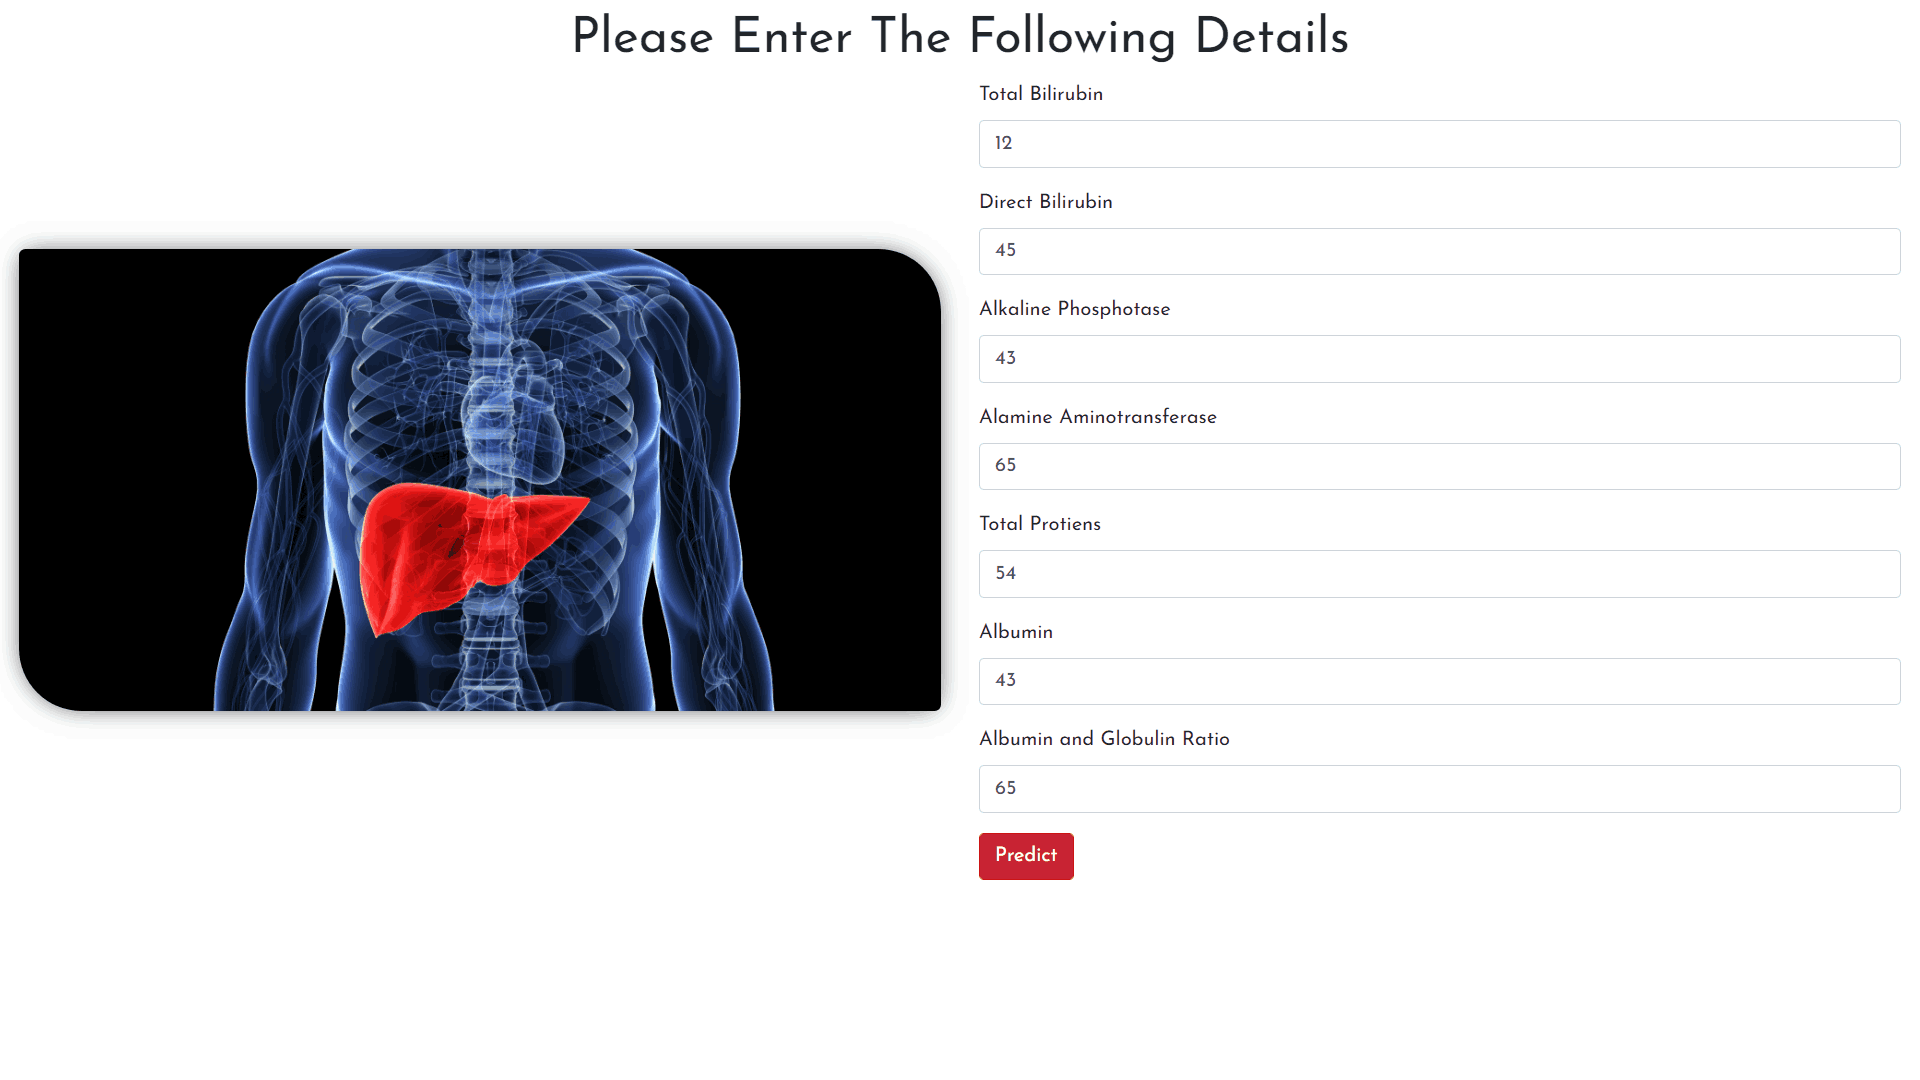 Please Enter The Following Details
Total Bilirubin
12
Direct Bilirubin
45
Alkaline Phosphotase
43
Alamine Aminotransferase
65
Total Protiens
54
Albumin
43
Albumin and Globulin Ratio
65
Predict